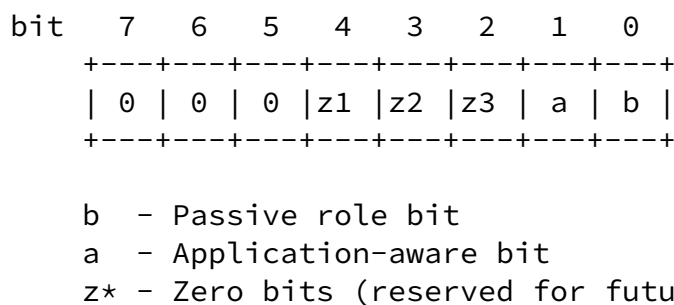 bit 7 6 5 4 3 2 1 0
+---+---+---+---+---+---+---+---+
| 0 | 0 | 0 |z1 |z2 |z3 | a | b |
+---+---+---+---+---+---+---+---+
b - Passive role bit
a - Application-aware bit
z* - Zero bits (reserved for futu